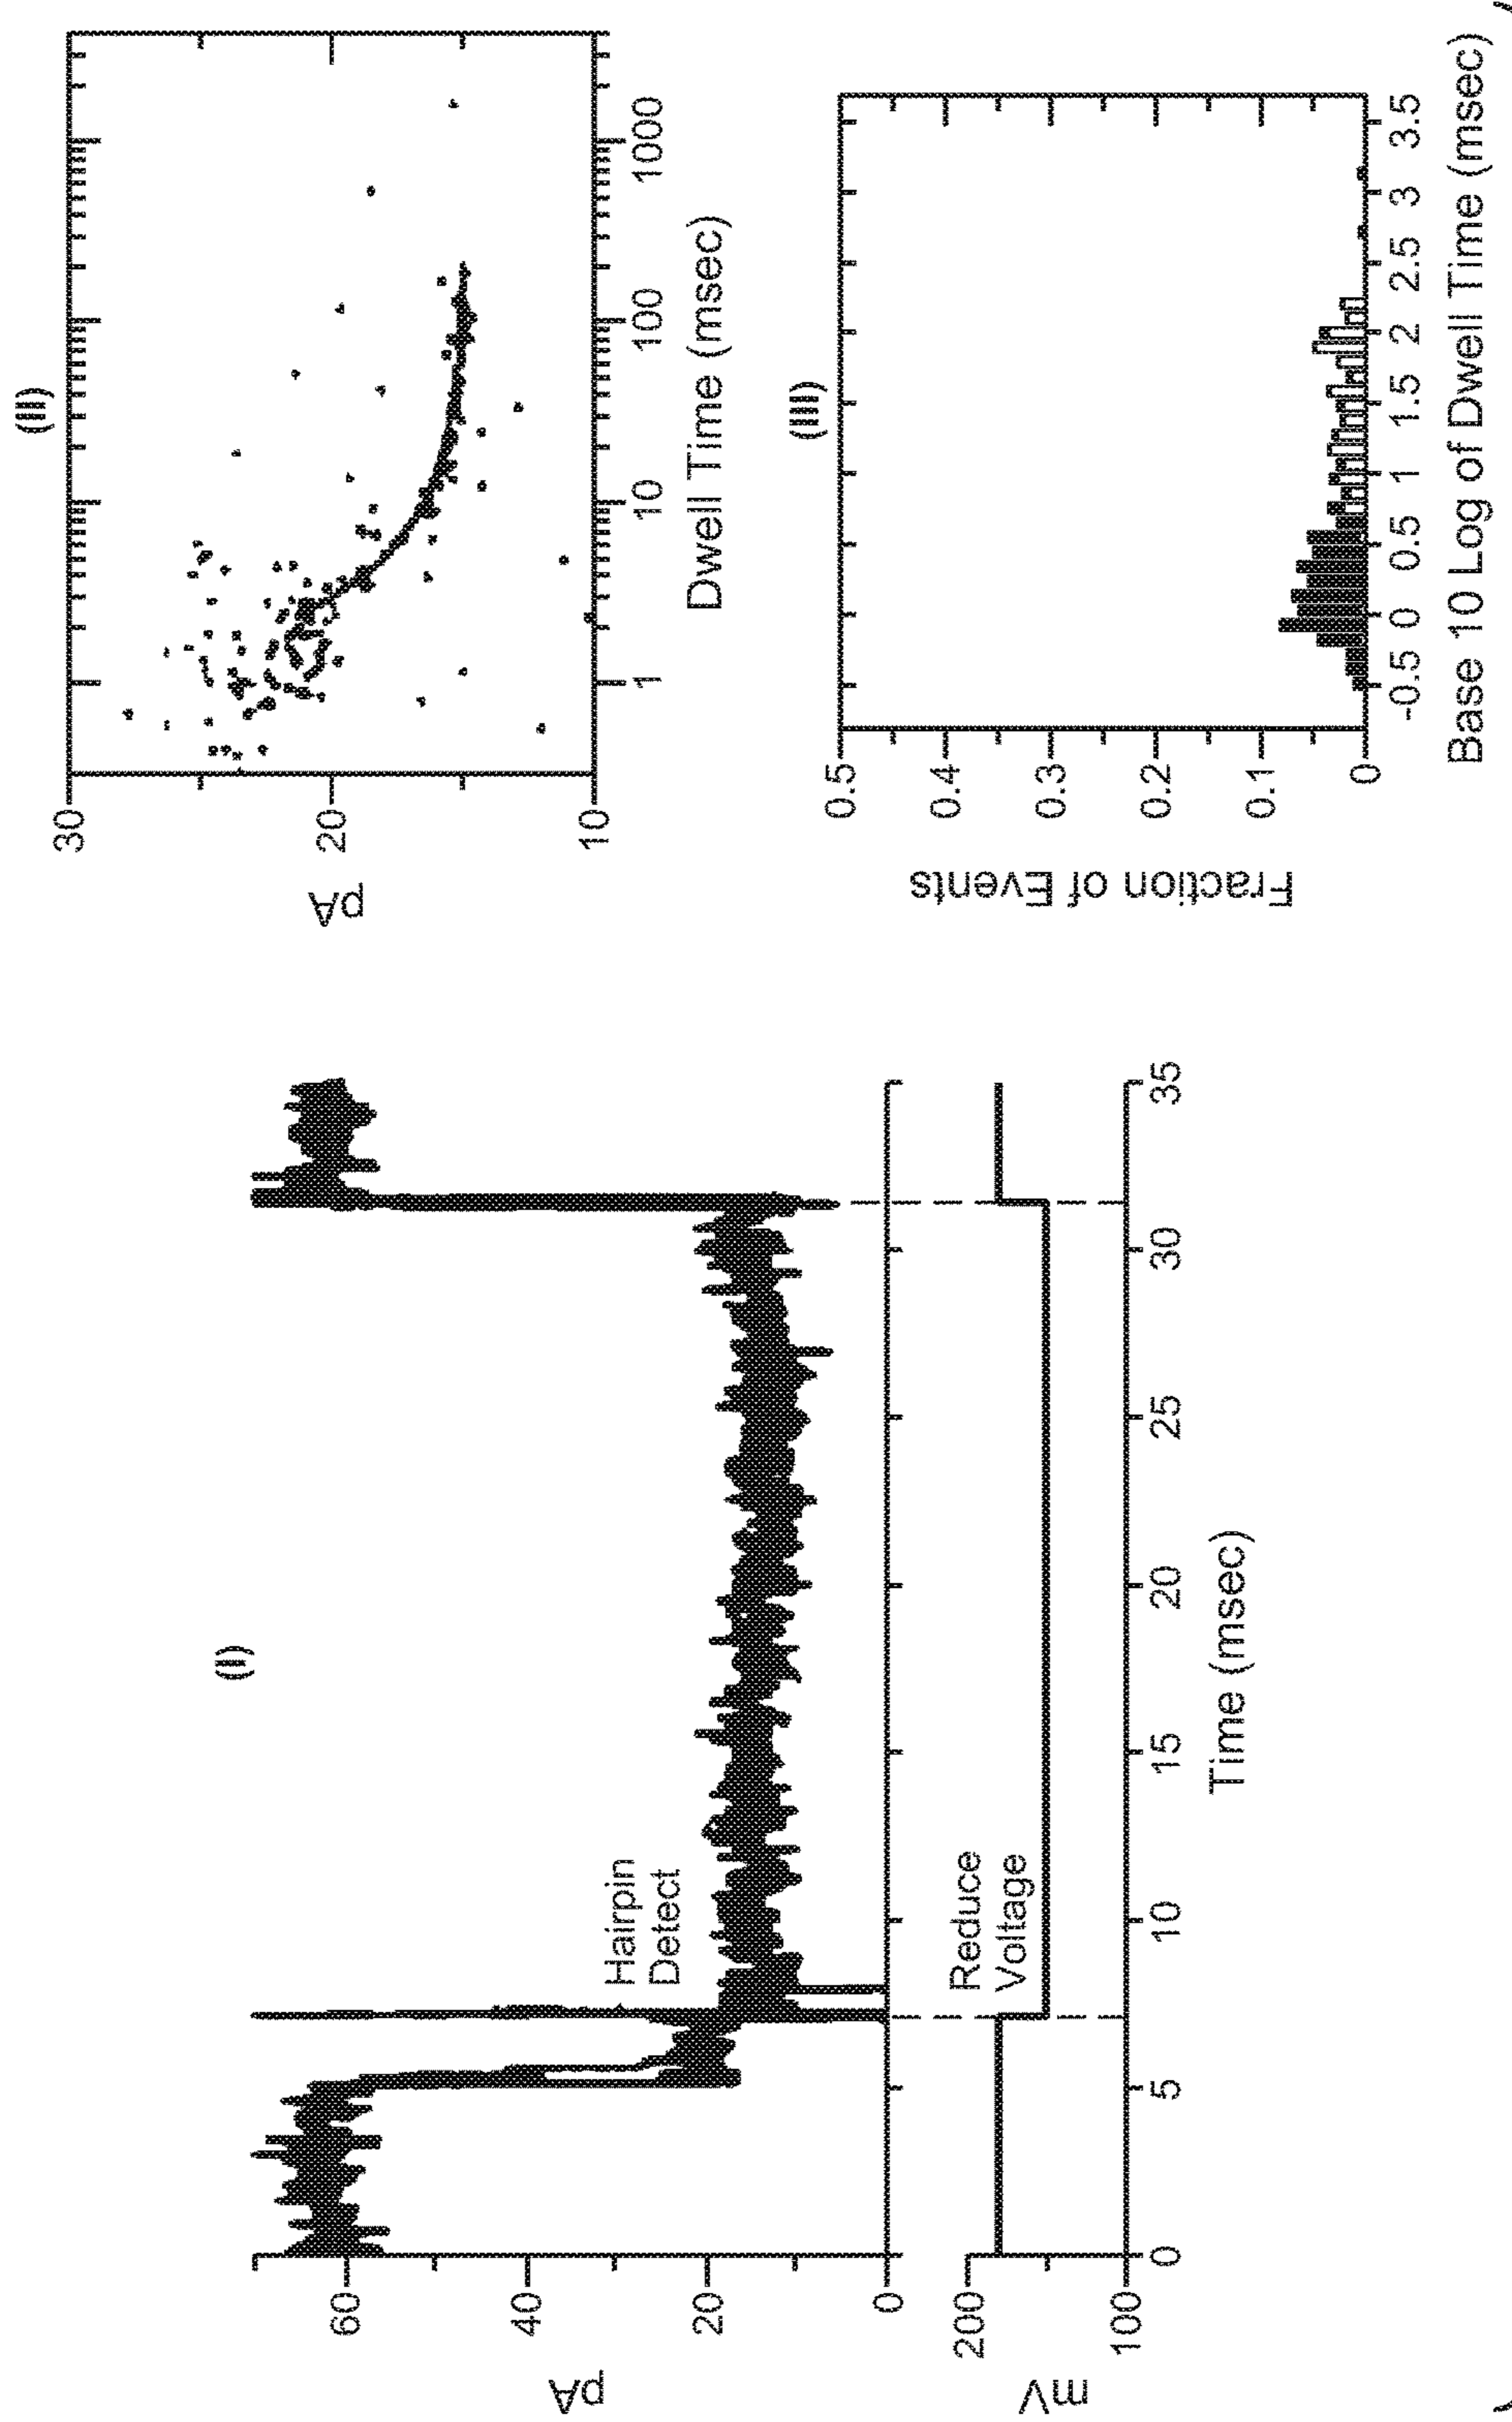 (I)
60
40
20
0
pA
Hairpin
Detect
200
100
mV
Reduce
Voltage
0 5 10 15 20 25 30 35
Time (msec)
(II)
30
20
10
pA
1 10 100 1000
Dwell Time (msec)
(III)
0.5
0.4
0.3
0.2
0.1
0
Fraction of Events
-0.5 0 0.5 1 1.5 2 2.5 3 3.5
Base 10 Log of Dwell Time (msec)